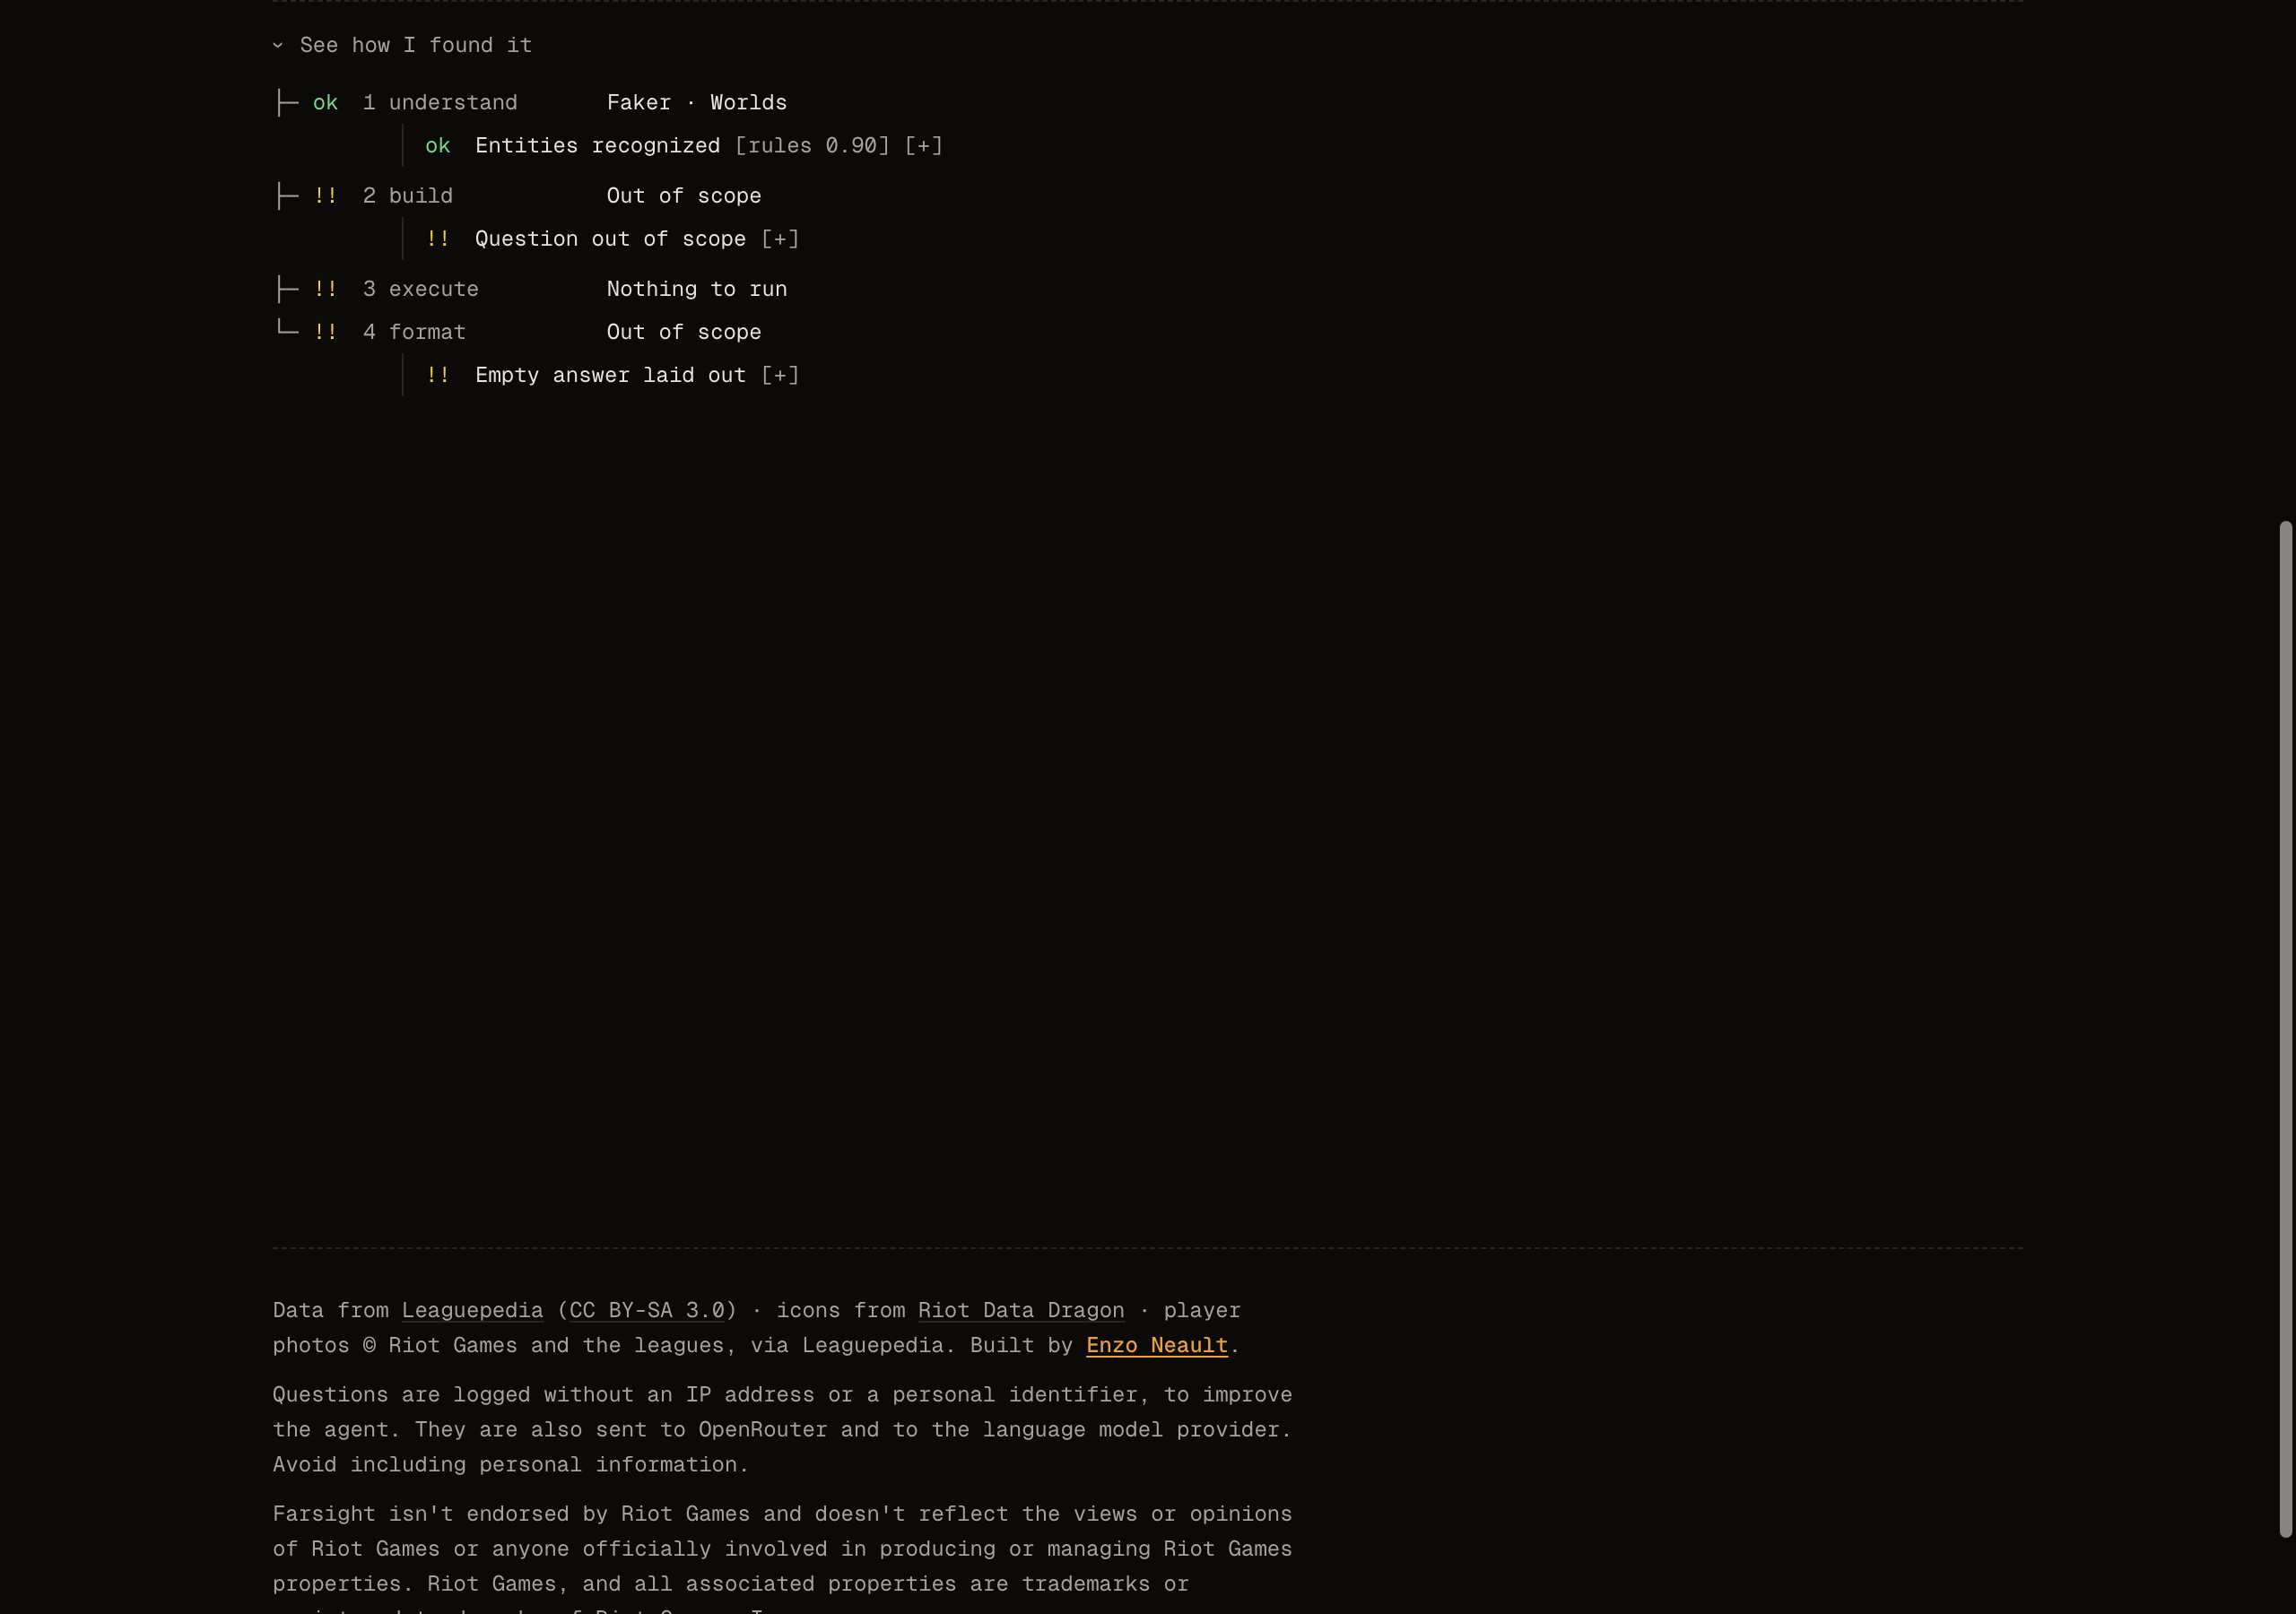 See how I found it
ok 1 understand Faker · Worlds
ok Entities recognized [rules 0.90] [+]
!! 2 build Out of scope
!! Question out of scope [+]
!! 3 execute Nothing to run
!! 4 format Out of scope
!! Empty answer laid out [+]
Data from Leaguepedia (CC BY-SA 3.0) · icons from Riot Data Dragon · player
photos © Riot Games and the leagues, via Leaguepedia. Built by Enzo Neault.
Questions are logged without an IP address or a personal identifier, to improve
the agent. They are also sent to OpenRouter and to the language model provider.
Avoid including personal information.
Farsight isn't endorsed by Riot Games and doesn't reflect the views or opinions
of Riot Games or anyone officially involved in producing or managing Riot Games
properties. Riot Games, and all associated properties are trademarks or